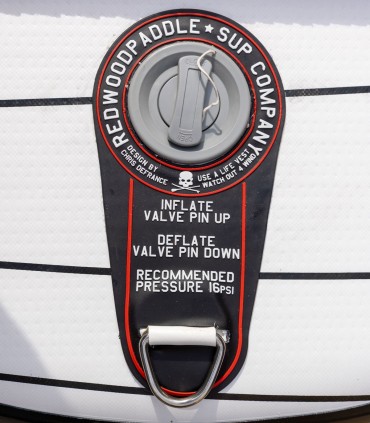 REDWOODPADDLE ★ SUP COMPANY
DESIGN BY
CHRIS DEFRANCE
USE A LIFE VEST
WATCH OUT 4 WIND
INFLATE
VALVE PIN UP
DEFLATE
VALVE PIN DOWN
RECOMMENDED
PRESSURE 16PSI